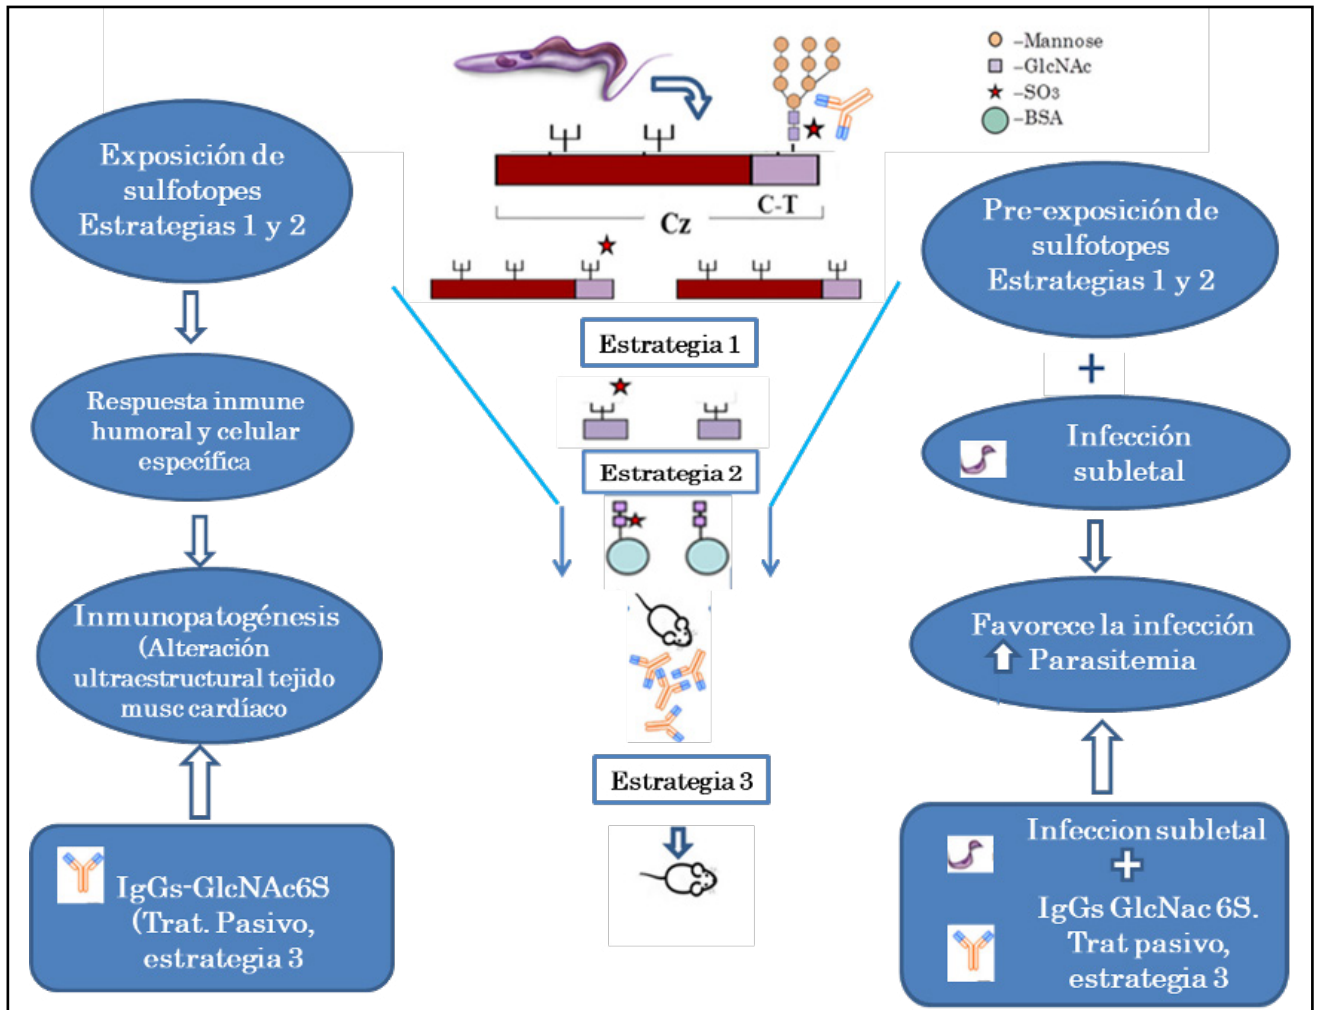 –Mannose
–GlcNAc
–SO3
–BSA
C-T
Cz
Exposición de
sulfotopes
Estrategias 1 y 2
Respuesta inmune
humoral y celular
específica
Inmunopatogénesis
(Alteración
ultraestructural tejido
musc cardíaco
IgGs-GlcNAc6S
(Trat. Pasivo,
estrategia 3
Estrategia 1
Estrategia 2
Estrategia 3
Pre-exposición de
sulfotopes
Estrategias 1 y 2
+
Infección
subletal
Favorece la infección
Parasitemia
Infeccion subletal
IgGs GlcNac 6S.
Trat pasivo,
estrategia 3